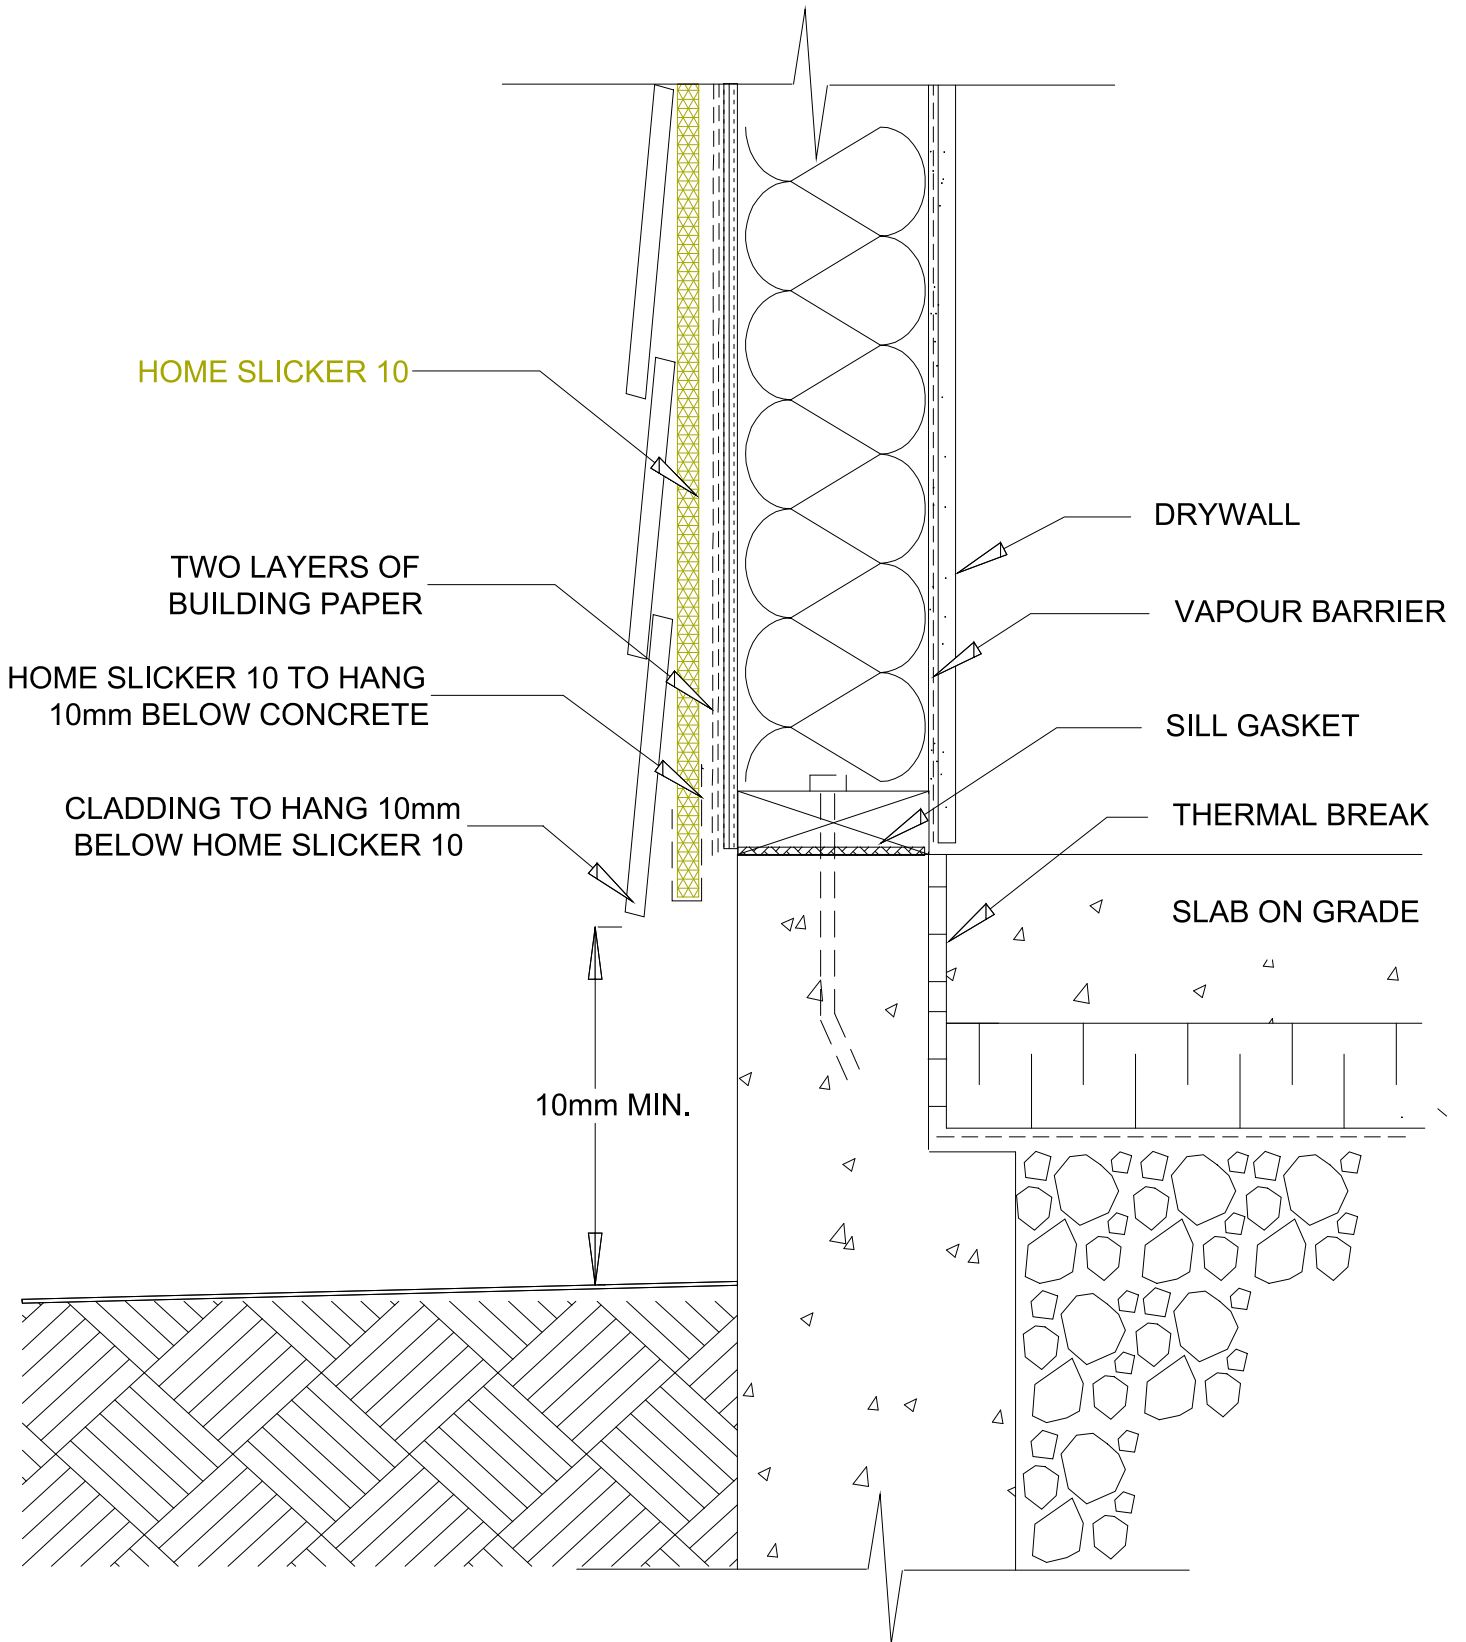 HOME SLICKER 10
TWO LAYERS OF
BUILDING PAPER
HOME SLICKER 10 TO HANG
10mm BELOW CONCRETE
CLADDING TO HANG 10mm
BELOW HOME SLICKER 10
DRYWALL
VAPOUR BARRIER
SILL GASKET
THERMAL BREAK
SLAB ON GRADE
10mm MIN.